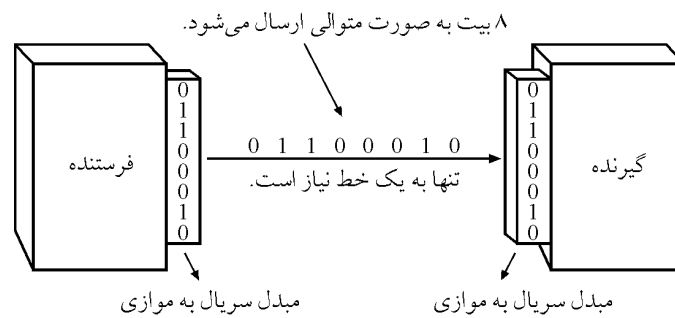 ۸ بیت به صورت متوالی ارسال می‌شود.
فرستنده
0
1
1
0
0
0
1
0
0 1 1 0 0 0 1 0
تنها به یک خط نیاز است.
0
1
1
0
0
0
1
0
گیرنده
مبدل سریال به موازی
مبدل سریال به موازی